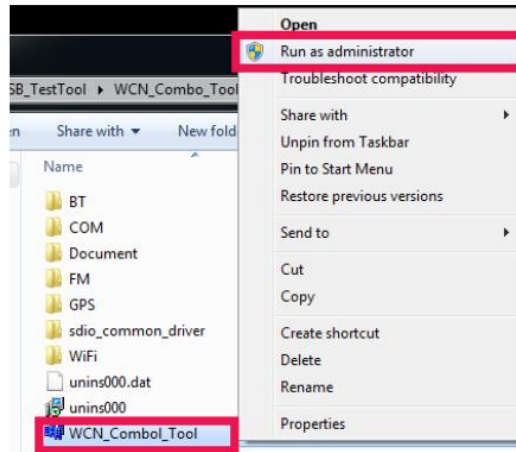 SB_TestTool ▸ WCN_Combo_Tool
Share with ▼ New fold
Name
BT
COM
Document
FM
GPS
sdio_common_driver
WiFi
unins000.dat
unins000
WCN_Combol_Tool
Open
Run as administrator
Troubleshoot compatibility
Share with
Unpin from Taskbar
Pin to Start Menu
Restore previous versions
Send to
Cut
Copy
Create shortcut
Delete
Rename
Properties